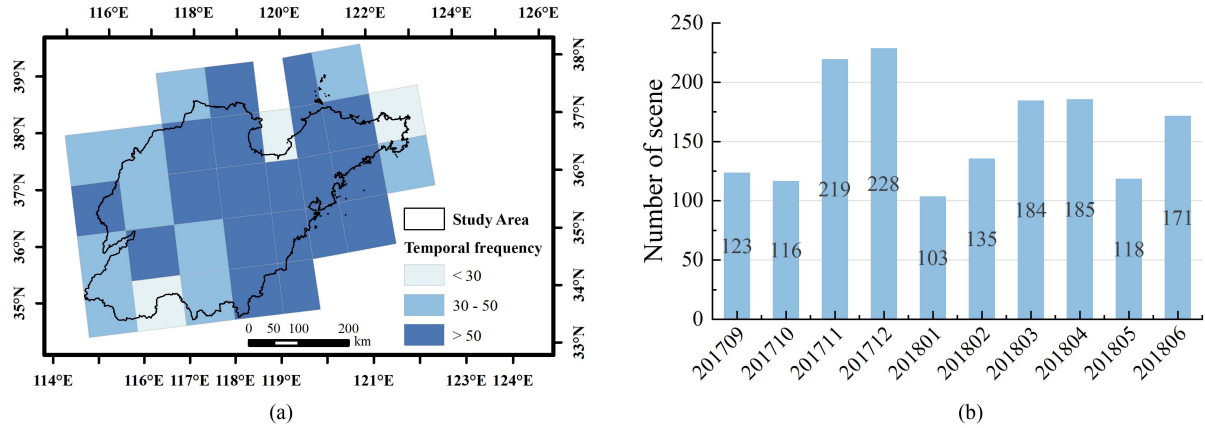 116°E 118°E 120°E 122°E 124°E 126°E
39°N
38°N
37°N
36°N
35°N
38°N
37°N
36°N
35°N
34°N
33°N
Study Area
Temporal frequency
< 30
30 - 50
> 50
0 50 100 200
km
114°E 116°E 117°E 118°E 119°E 121°E 123°E 124°E
(a)
Number of scene
250
200
150
100
50
0
123
116
219
228
103
135
184
185
118
171
201709
201710
201711
201712
201801
201802
201803
201804
201805
201806
(b)